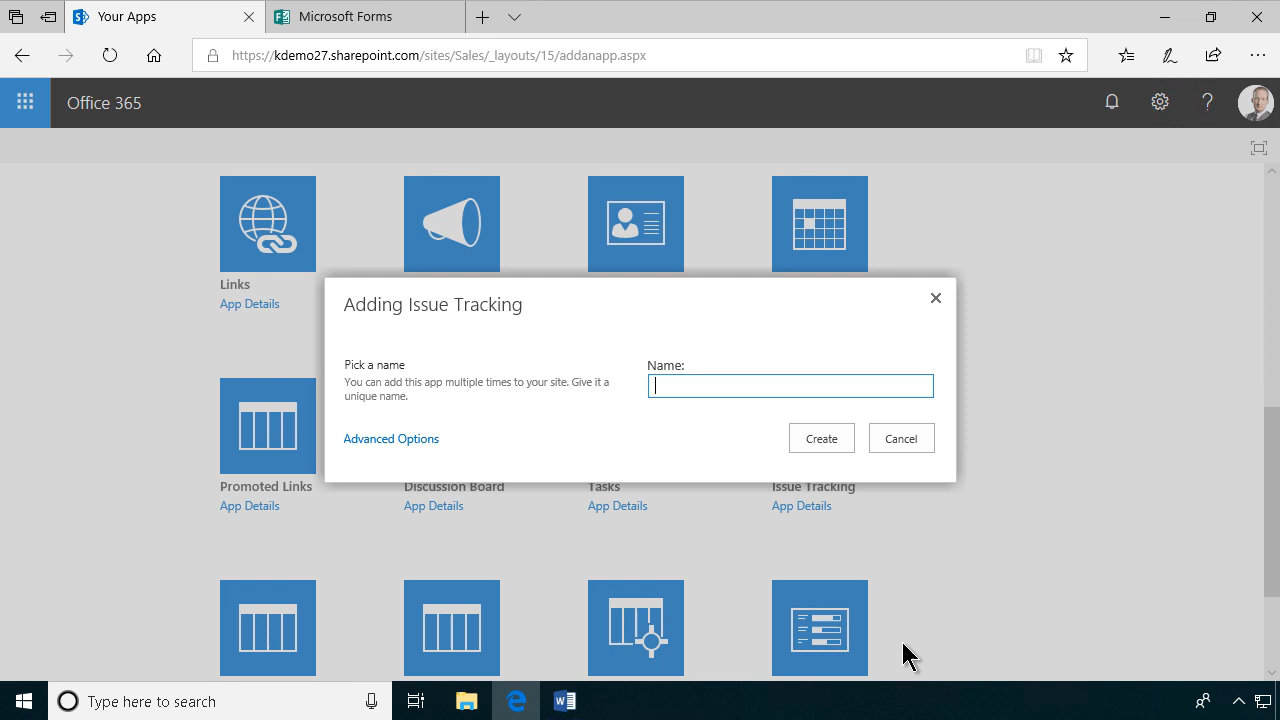 Your Apps
Microsoft Forms
https://kdemo27.sharepoint.com/sites/Sales/_layouts/15/addanapp.aspx
Office 365
Links
App Details
Adding Issue Tracking
Pick a name
You can add this app multiple times to your site. Give it a
unique name.
Name:
Advanced Options
Create
Cancel
Promoted Links
Discussion Board
Tasks
Issue Tracking
App Details
App Details
App Details
App Details
Type here to search